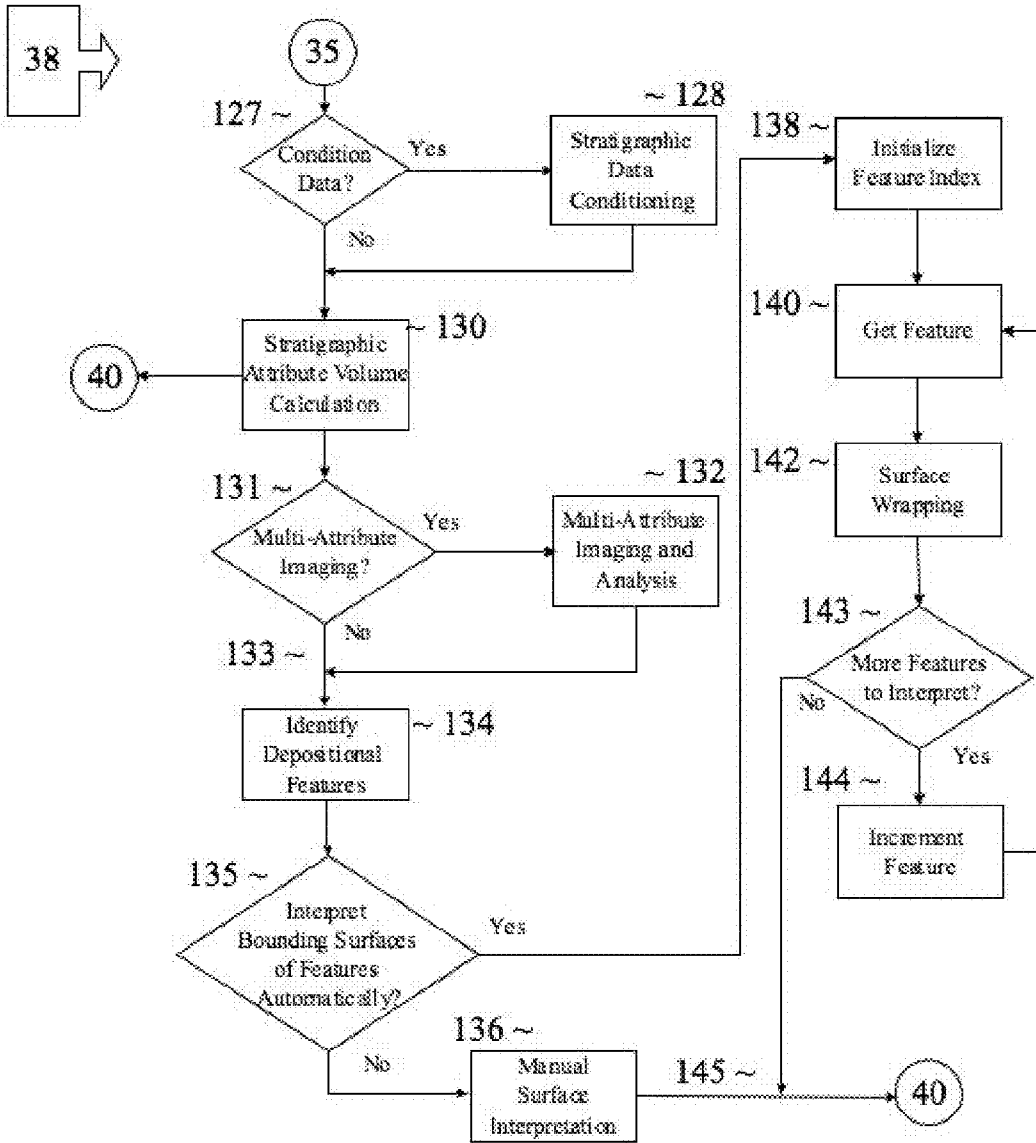 38
35
127 ~
Condition
Data?
Yes
No
~ 128
Stratigraphic
Data
Conditioning
~ 130
Stratigraphic
Attribute Volume
Calculation
40
131 ~
Multi-Attribute
Imaging?
Yes
No
~ 132
Multi-Attribute
Imaging and
Analysis
133 ~
~ 134
Identify
Depositional
Features
135 ~
Interpret
Bounding Surfaces
of Features
Automatically?
Yes
No
136 ~
Manual
Surface
Interpretation
138 ~
Inisialize
Feature Index
140 ~
Get Feature
142 ~
Surface
Wrapping
143 ~
More Features
to Interpret?
No
Yes
144 ~
Increment
Feature
145 ~
40